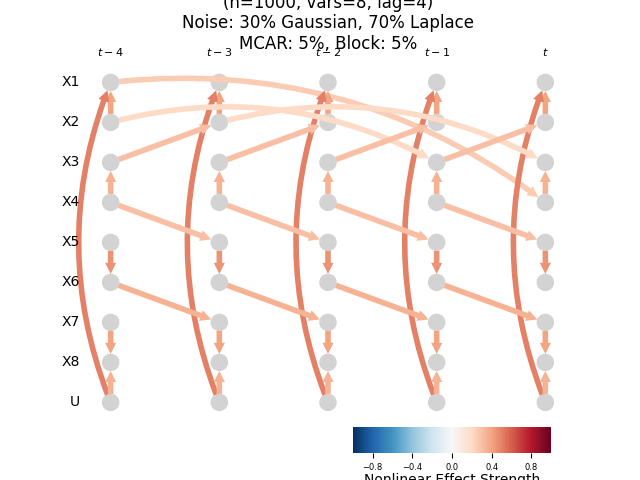 (n=1000, vars=8, lag=4)
Noise: 30% Gaussian, 70% Laplace
MCAR: 5%, Block: 5%
t − 4 t − 3 t − 2 t − 1 t
X1
X2
X3
X4
X5
X6
X7
X8
U
−0.8 −0.4 0.0 0.4 0.8
Nonlinear Effect Strength